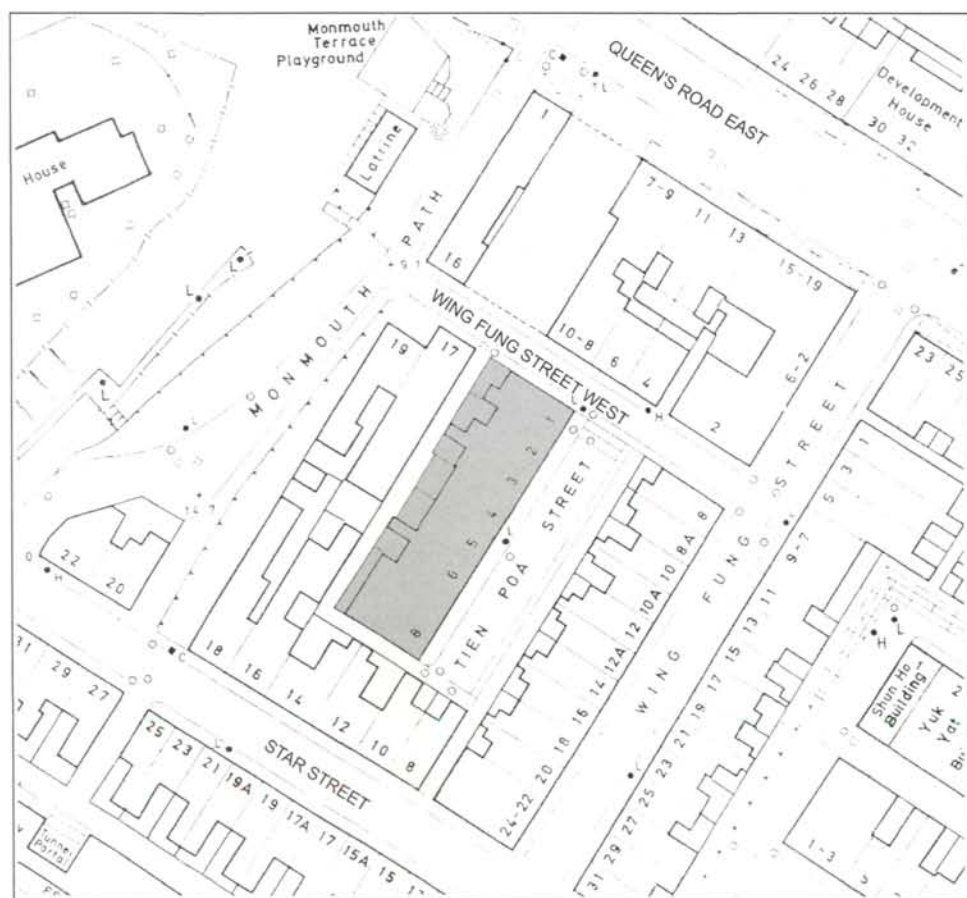 Monmouth
Terrace
Playground
QUEEN'S ROAD EAST
24 26 28
Development
House
30 32
House
Latrine
MONMOUTH PATH
1
16
7-9 11 13 15-19
10-8 6 4
6-2
2
23 25
WING FUNG STREET WEST
19 17
1 2 3 4 5 6 8
TIEN POA STREET
WING FUNG STREET
8 8A 10 10A 12 12A 14 16 18 20 24-22
1 3 5 9-7 11 13 15 17 19 21 23 25 27 29 31
22 20
18 16 14 12 10 8
31 29 27
STAR STREET
25 23 21 19A 19 17A 17 15A 15
Tunnel
Portal
Shun Ho
Building
Yuk
Yat
1-3
L
L
L
L
L
L
H
H
H
C
C
C